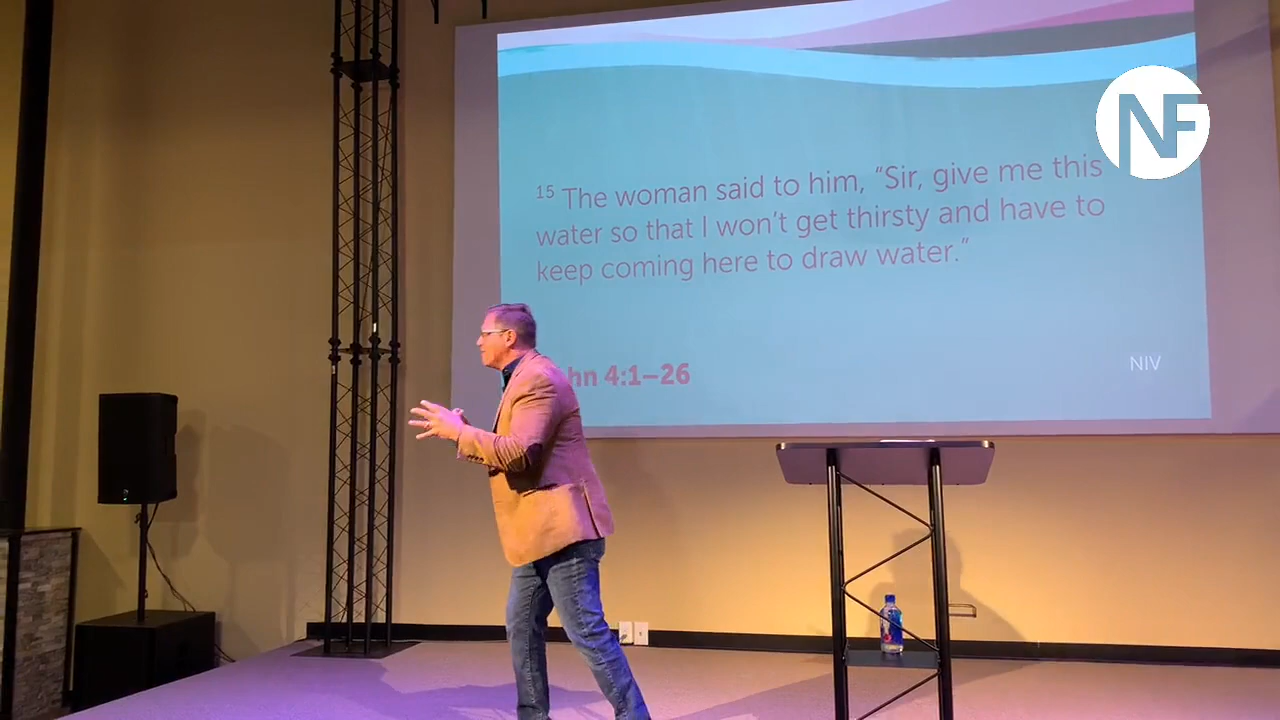 NF
15 The woman said to him, “Sir, give me this
water so that I won’t get thirsty and have to
keep coming here to draw water.”
NIV
hn 4:1–26